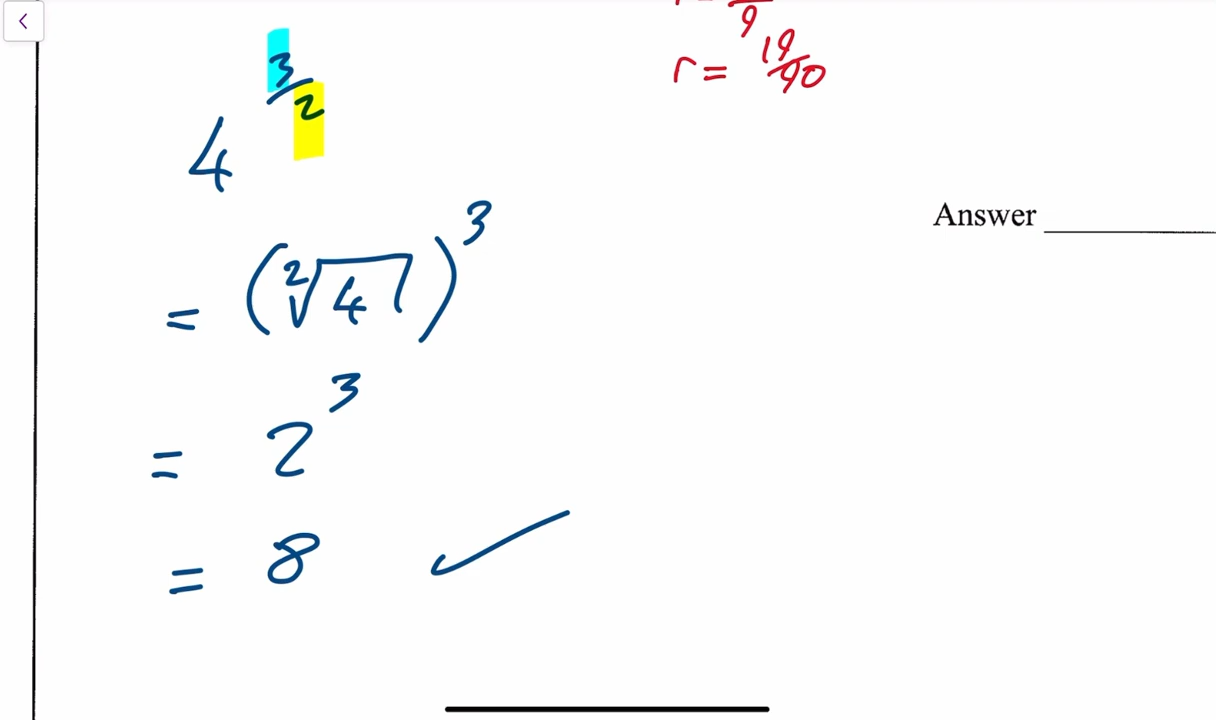 r = 19/90
4^(3/2)
Answer
= (²√4)³
= 2³
= 8 ✓